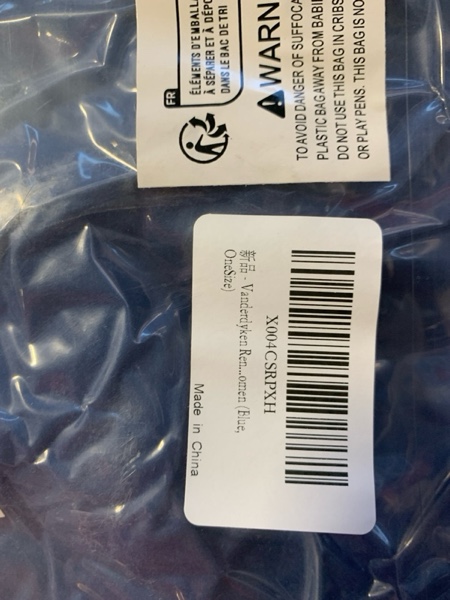 FR
ÉLÉMENTS D'EMBALLA
À SÉPARER ET À DÉPO
DANS LE BAC DE TRI
WARN
TO AVOID DANGER OF SUFFOCA
PLASTIC BAG AWAY FROM BABI
DO NOT USE THIS BAG IN CRIBS
OR PLAY PENS. THIS BAG IS NO
X004CSRPXH
新品 - Vanderdyken Ren...omen (Blue,
OneSize)
Made in China